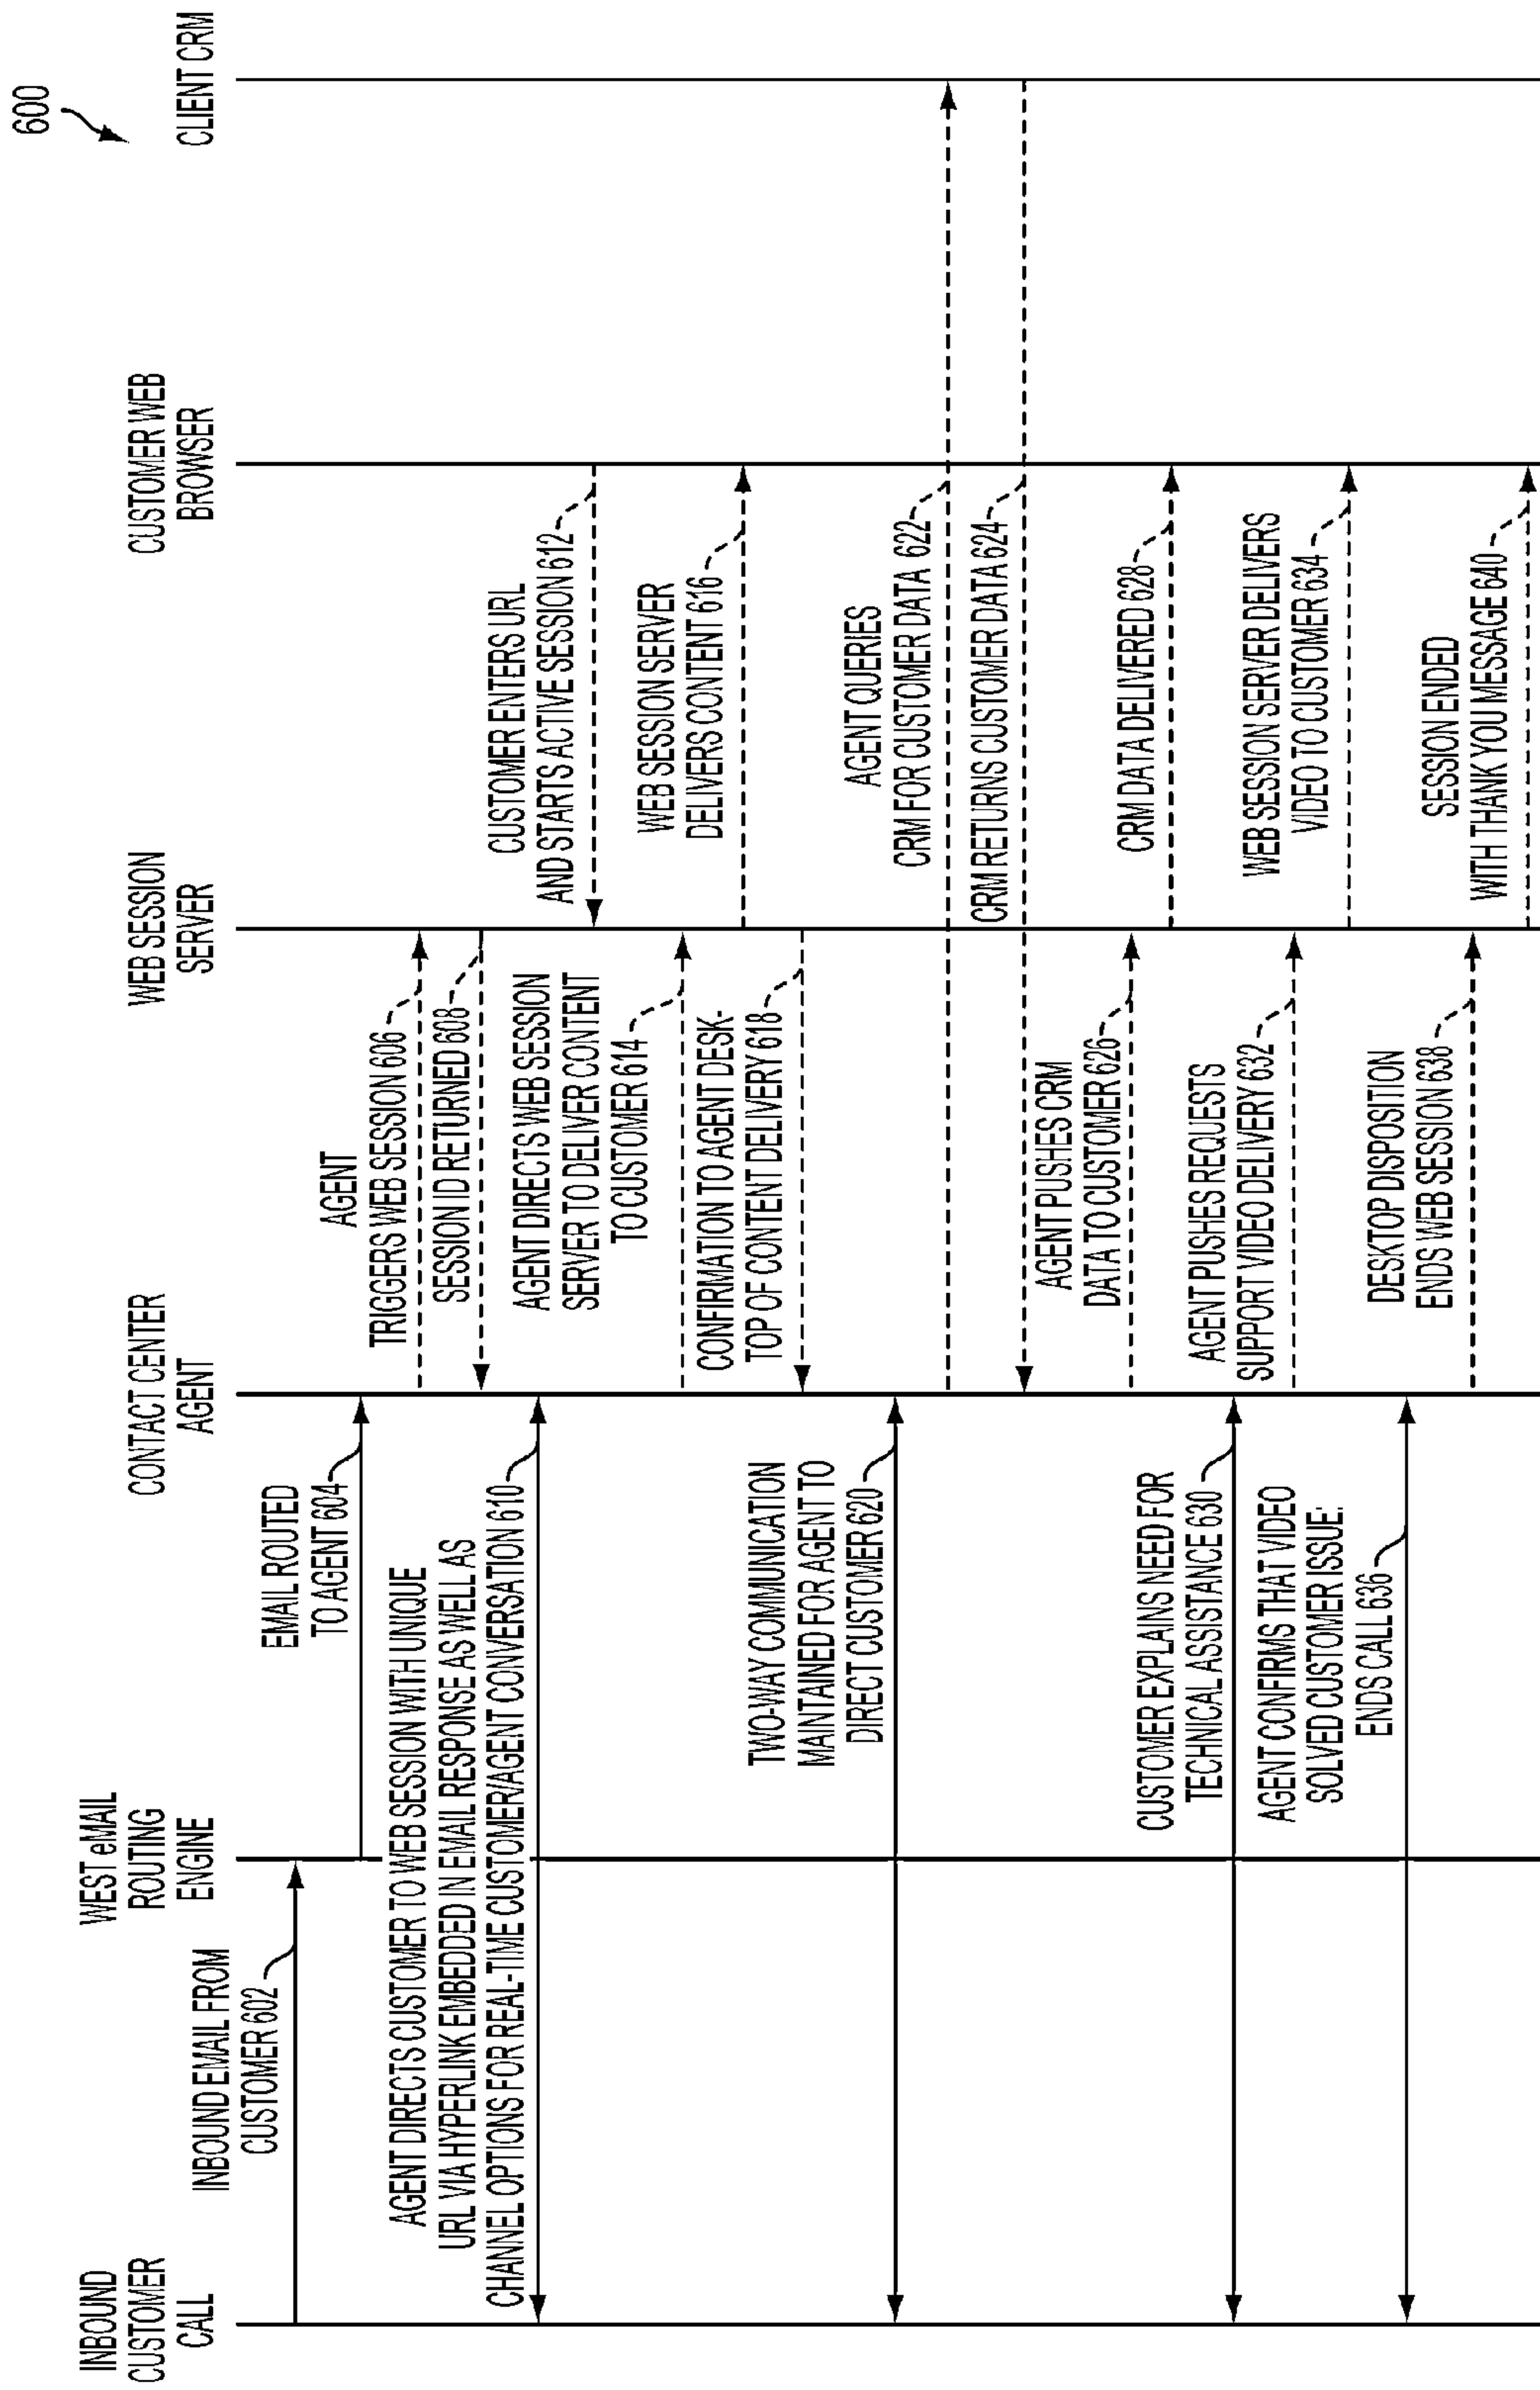 600
INBOUND
CUSTOMER
CALL
WEST eMAIL
ROUTING
ENGINE
CONTACT CENTER
AGENT
WEB SESSION
SERVER
CUSTOMER WEB
BROWSER
CLIENT CRM
INBOUND EMAIL FROM
CUSTOMER 602
EMAIL ROUTED
TO AGENT 604
AGENT
TRIGGERS WEB SESSION 606
SESSION ID RETURNED 608
AGENT DIRECTS CUSTOMER TO WEB SESSION WITH UNIQUE
URL VIA HYPERLINK EMBEDDED IN EMAIL RESPONSE AS WELL AS
CHANNEL OPTIONS FOR REAL-TIME CUSTOMER/AGENT CONVERSATION 610
CUSTOMER ENTERS URL
AND STARTS ACTIVE SESSION 612
AGENT DIRECTS WEB SESSION
SERVER TO DELIVER CONTENT
TO CUSTOMER 614
WEB SESSION SERVER
DELIVERS CONTENT 616
CONFIRMATION TO AGENT DESK-
TOP OF CONTENT DELIVERY 618
TWO-WAY COMMUNICATION
MAINTAINED FOR AGENT TO
DIRECT CUSTOMER 620
AGENT QUERIES
CRM FOR CUSTOMER DATA 622
CRM RETURNS CUSTOMER DATA 624
AGENT PUSHES CRM
DATA TO CUSTOMER 626
CRM DATA DELIVERED 628
CUSTOMER EXPLAINS NEED FOR
TECHNICAL ASSISTANCE 630
AGENT PUSHES REQUESTS
SUPPORT VIDEO DELIVERY 632
WEB SESSION SERVER DELIVERS
VIDEO TO CUSTOMER 634
AGENT CONFIRMS THAT VIDEO
SOLVED CUSTOMER ISSUE:
ENDS CALL 636
DESKTOP DISPOSITION
ENDS WEB SESSION 638
SESSION ENDED
WITH THANK YOU MESSAGE 640